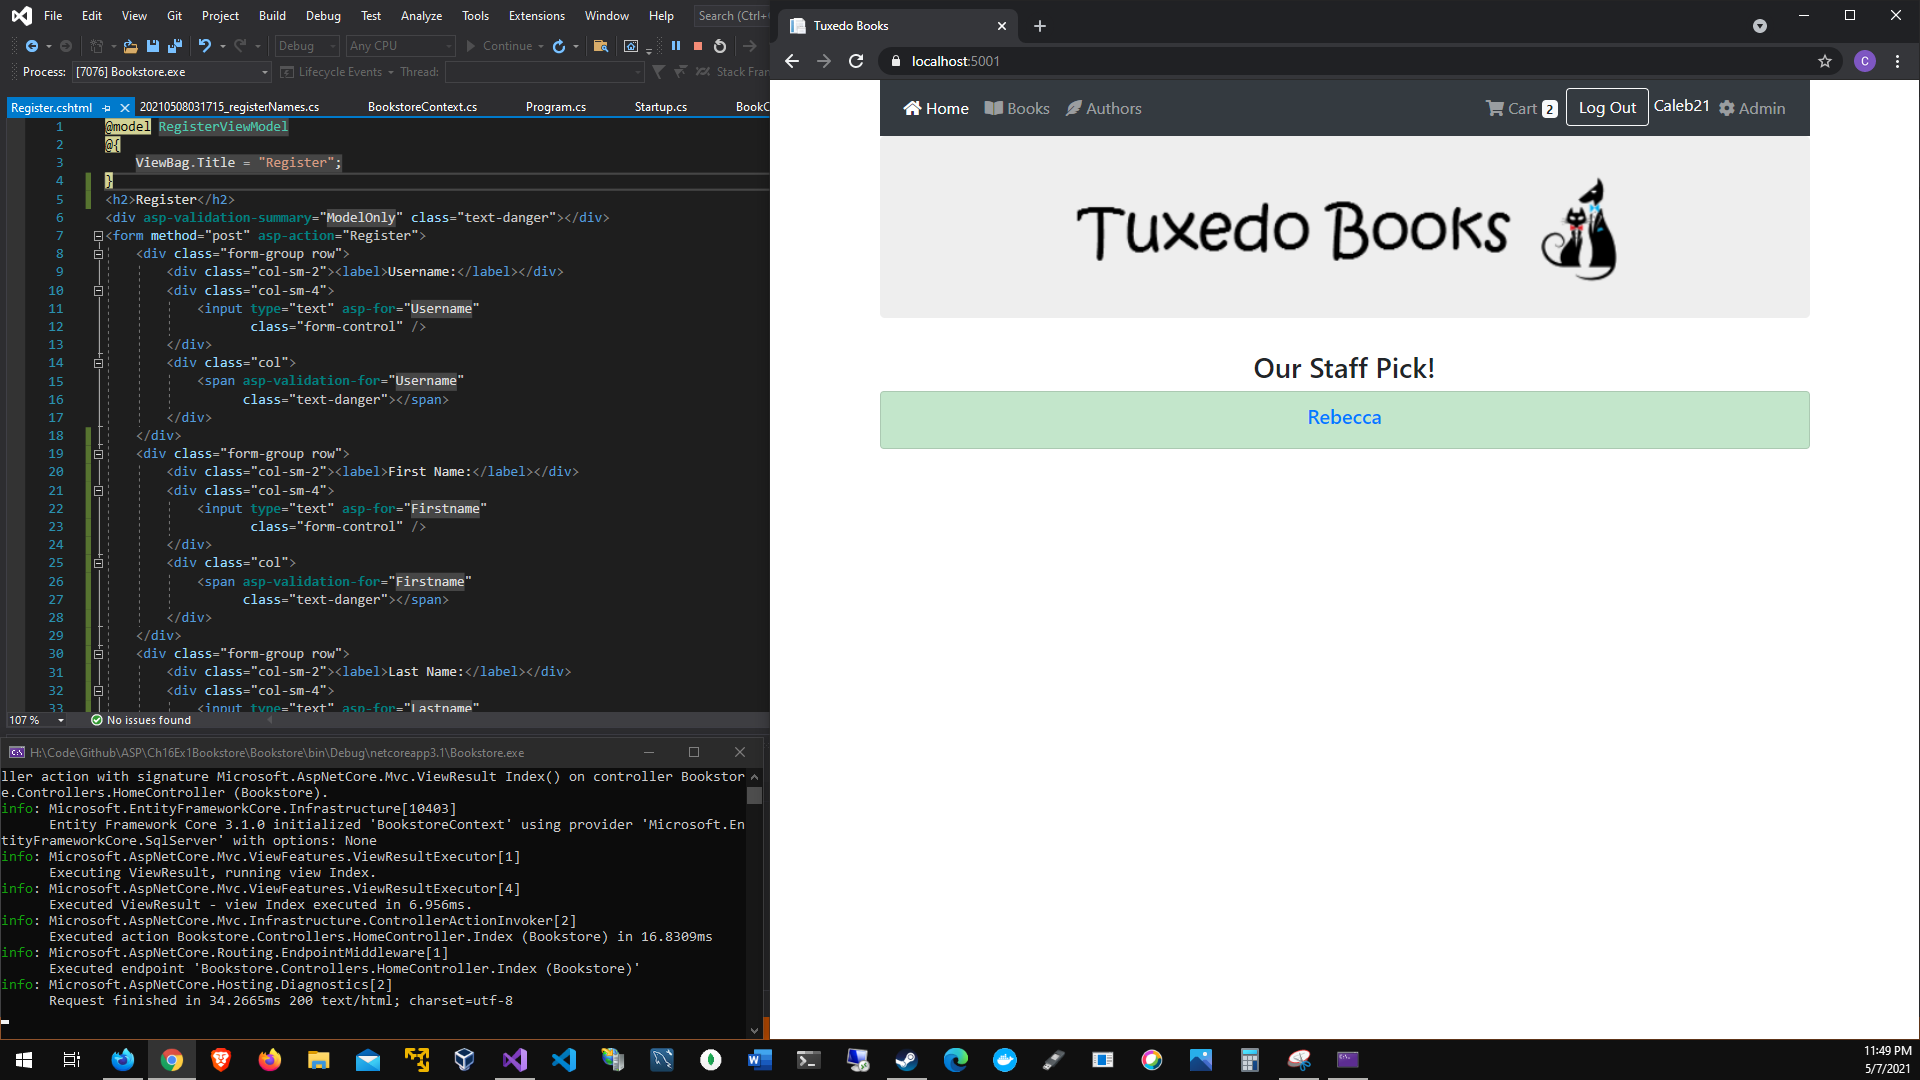 File Edit View Git Project Build Debug Test Analyze Tools Extensions Window Help Search (Ctrl+
Debug Any CPU Continue
Process: [7076] Bookstore.exe Lifecycle Events Thread: Stack Fran
Register.cshtml 20210508031715_registerNames.cs BookstoreContext.cs Program.cs Startup.cs BookC
1 @model RegisterViewModel
2 @{
3 ViewBag.Title = "Register";
4 }
5 <h2>Register</h2>
6 <div asp-validation-summary="ModelOnly" class="text-danger"></div>
7 <form method="post" asp-action="Register">
8 <div class="form-group row">
9 <div class="col-sm-2"><label>Username:</label></div>
10 <div class="col-sm-4">
11 <input type="text" asp-for="Username"
12 class="form-control" />
13 </div>
14 <div class="col">
15 <span asp-validation-for="Username"
16 class="text-danger"></span>
17 </div>
18 </div>
19 <div class="form-group row">
20 <div class="col-sm-2"><label>First Name:</label></div>
21 <div class="col-sm-4">
22 <input type="text" asp-for="Firstname"
23 class="form-control" />
24 </div>
25 <div class="col">
26 <span asp-validation-for="Firstname"
27 class="text-danger"></span>
28 </div>
29 </div>
30 <div class="form-group row">
31 <div class="col-sm-2"><label>Last Name:</label></div>
32 <div class="col-sm-4">
33 <input type="text" asp-for="Lastname"
107 % No issues found
H:\Code\Github\ASP\Ch16Ex1Bookstore\Bookstore\bin\Debug\netcoreapp3.1\Bookstore.exe
ller action with signature Microsoft.AspNetCore.Mvc.ViewResult Index() on controller Bookstor
e.Controllers.HomeController (Bookstore).
info: Microsoft.EntityFrameworkCore.Infrastructure[10403]
Entity Framework Core 3.1.0 initialized 'BookstoreContext' using provider 'Microsoft.En
tityFrameworkCore.SqlServer' with options: None
info: Microsoft.AspNetCore.Mvc.ViewFeatures.ViewResultExecutor[1]
Executing ViewResult, running view Index.
info: Microsoft.AspNetCore.Mvc.ViewFeatures.ViewResultExecutor[4]
Executed ViewResult - view Index executed in 6.956ms.
info: Microsoft.AspNetCore.Mvc.Infrastructure.ControllerActionInvoker[2]
Executed action Bookstore.Controllers.HomeController.Index (Bookstore) in 16.8309ms
info: Microsoft.AspNetCore.Routing.EndpointMiddleware[1]
Executed endpoint 'Bookstore.Controllers.HomeController.Index (Bookstore)'
info: Microsoft.AspNetCore.Hosting.Diagnostics[2]
Request finished in 34.2665ms 200 text/html; charset=utf-8
Tuxedo Books
localhost:5001
C
Home Books Authors Cart 2 Log Out Caleb21 Admin
Tuxedo Books
Our Staff Pick!
Rebecca
11:49 PM
5/7/2021